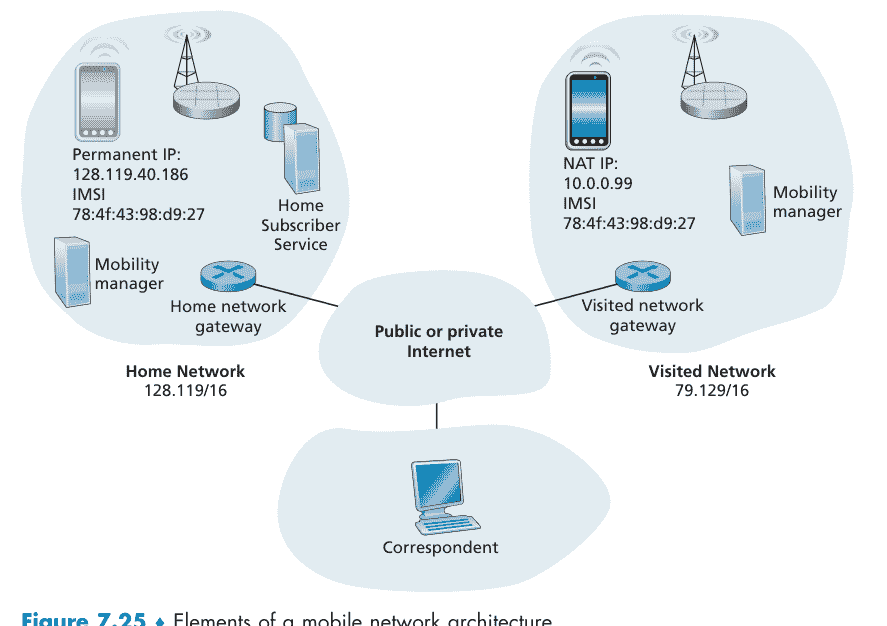 Permanent IP:
128.119.40.186
IMSI
78:4f:43:98:d9:27
Home
Subscriber
Service
Mobility
manager
Home network
gateway
Home Network
128.119/16
NAT IP:
10.0.0.99
IMSI
78:4f:43:98:d9:27
Mobility
manager
Visited network
gateway
Visited Network
79.129/16
Public or private
Internet
Correspondent
Figure 7.25 ♦ Elements of a mobile network architecture